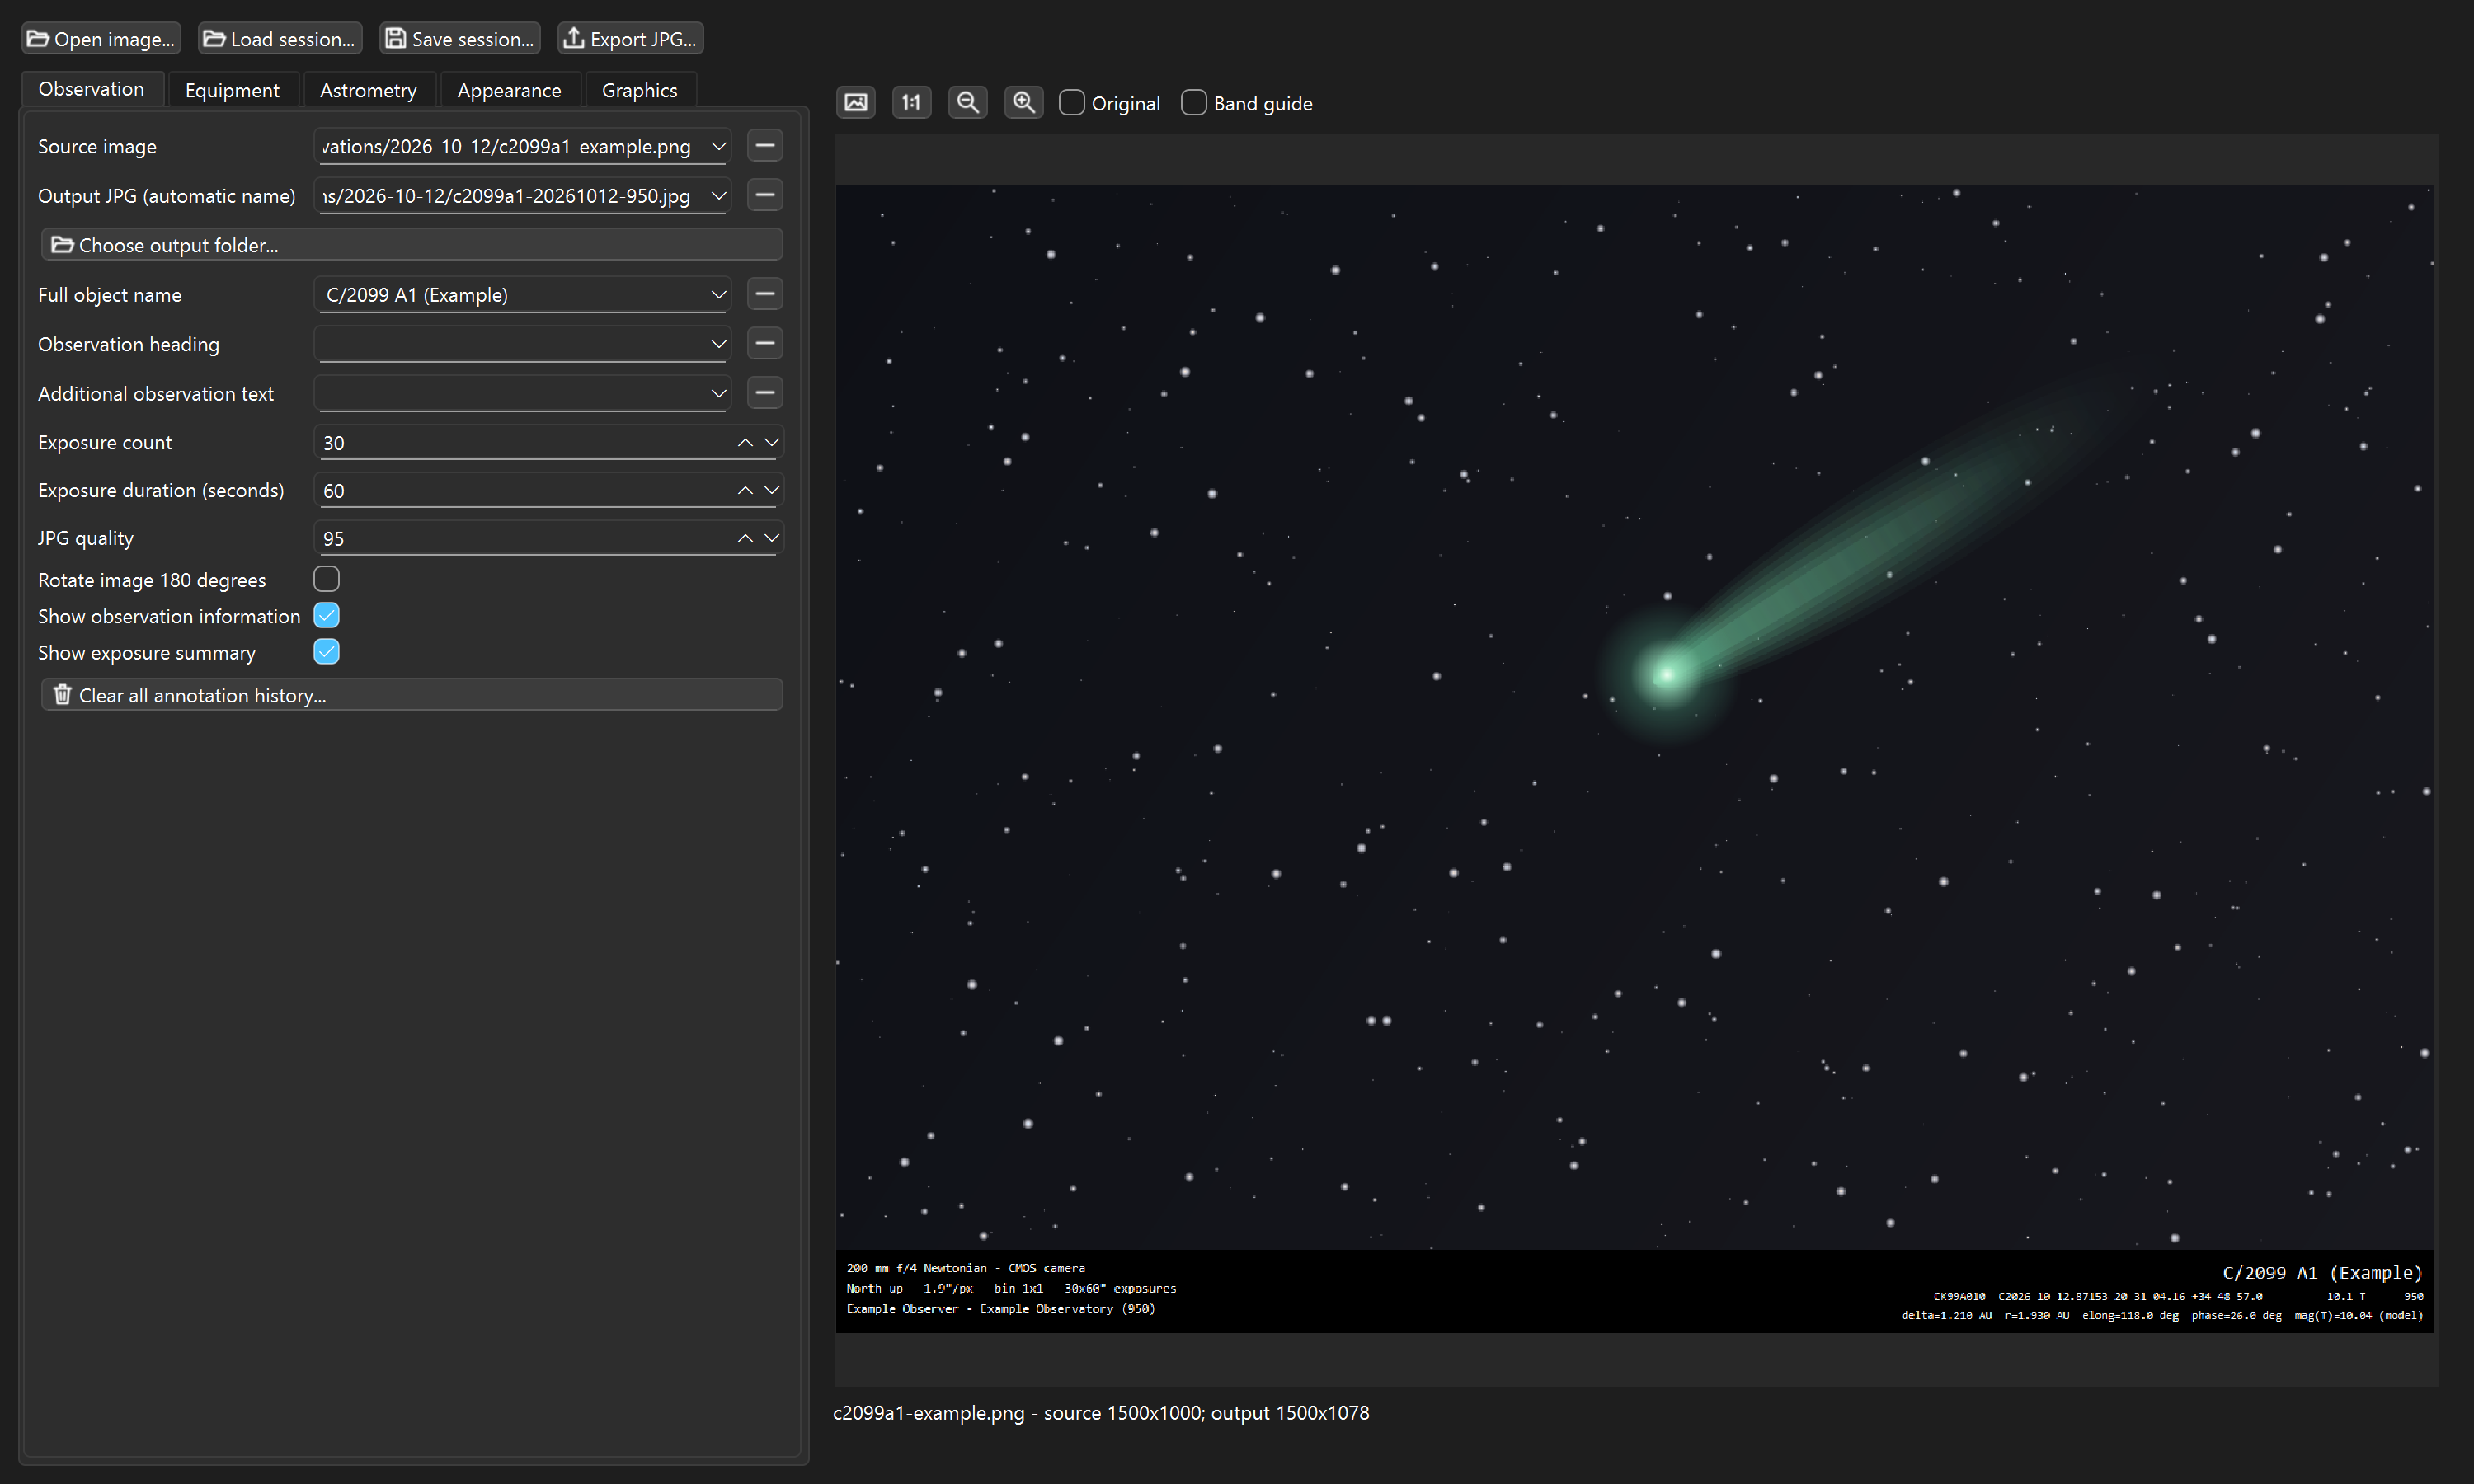 Open image...
Load session...
Save session...
Export JPG...
Observation
Equipment
Astrometry
Appearance
Graphics
1:1
Original
Band guide
Source image
vations/2026-10-12/c2099a1-example.png
Output JPG (automatic name)
ns/2026-10-12/c2099a1-20261012-950.jpg
Choose output folder...
Full object name
C/2099 A1 (Example)
Observation heading
Additional observation text
Exposure count
30
Exposure duration (seconds)
60
JPG quality
95
Rotate image 180 degrees
Show observation information
Show exposure summary
Clear all annotation history...
200 mm f/4 Newtonian - CMOS camera
North up - 1.9"/px - bin 1x1 - 30x60" exposures
Example Observer - Example Observatory (950)
C/2099 A1 (Example)
CK99A010 C2026 10 12.87153 20 31 04.16 +34 48 57.0 10.1 T 950
delta=1.210 AU r=1.930 AU elong=118.0 deg phase=26.0 deg mag(T)=10.04 (model)
c2099a1-example.png - source 1500x1000; output 1500x1078